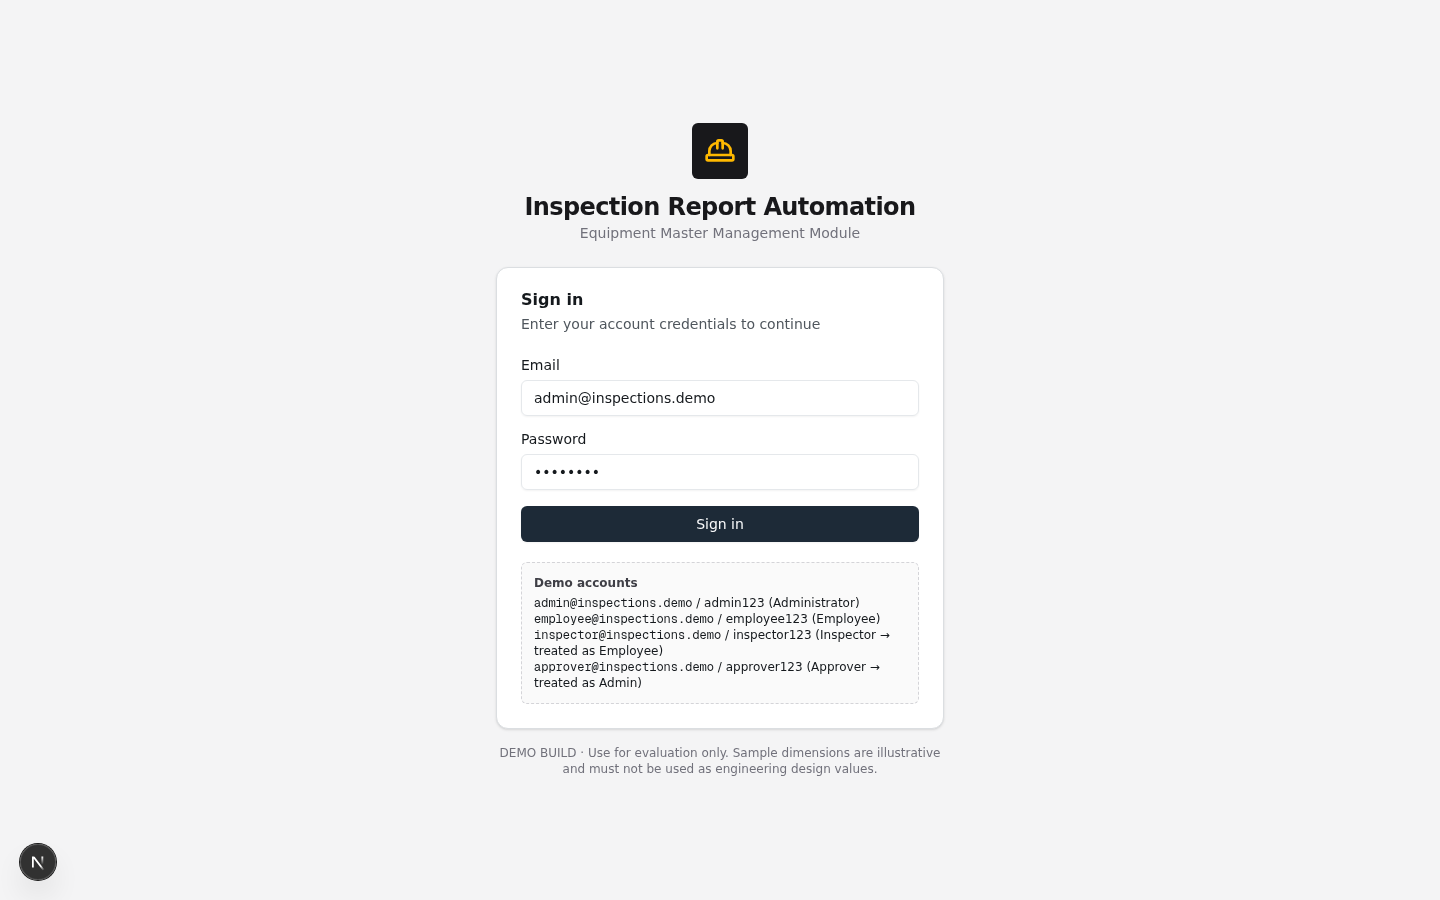 Inspection Report Automation
Equipment Master Management Module
Sign in
Enter your account credentials to continue
Email
admin@inspections.demo
Password
••••••••
Sign in
Demo accounts
admin@inspections.demo / admin123 (Administrator)
employee@inspections.demo / employee123 (Employee)
inspector@inspections.demo / inspector123 (Inspector →
treated as Employee)
approver@inspections.demo / approver123 (Approver →
treated as Admin)
DEMO BUILD · Use for evaluation only. Sample dimensions are illustrative
and must not be used as engineering design values.
N